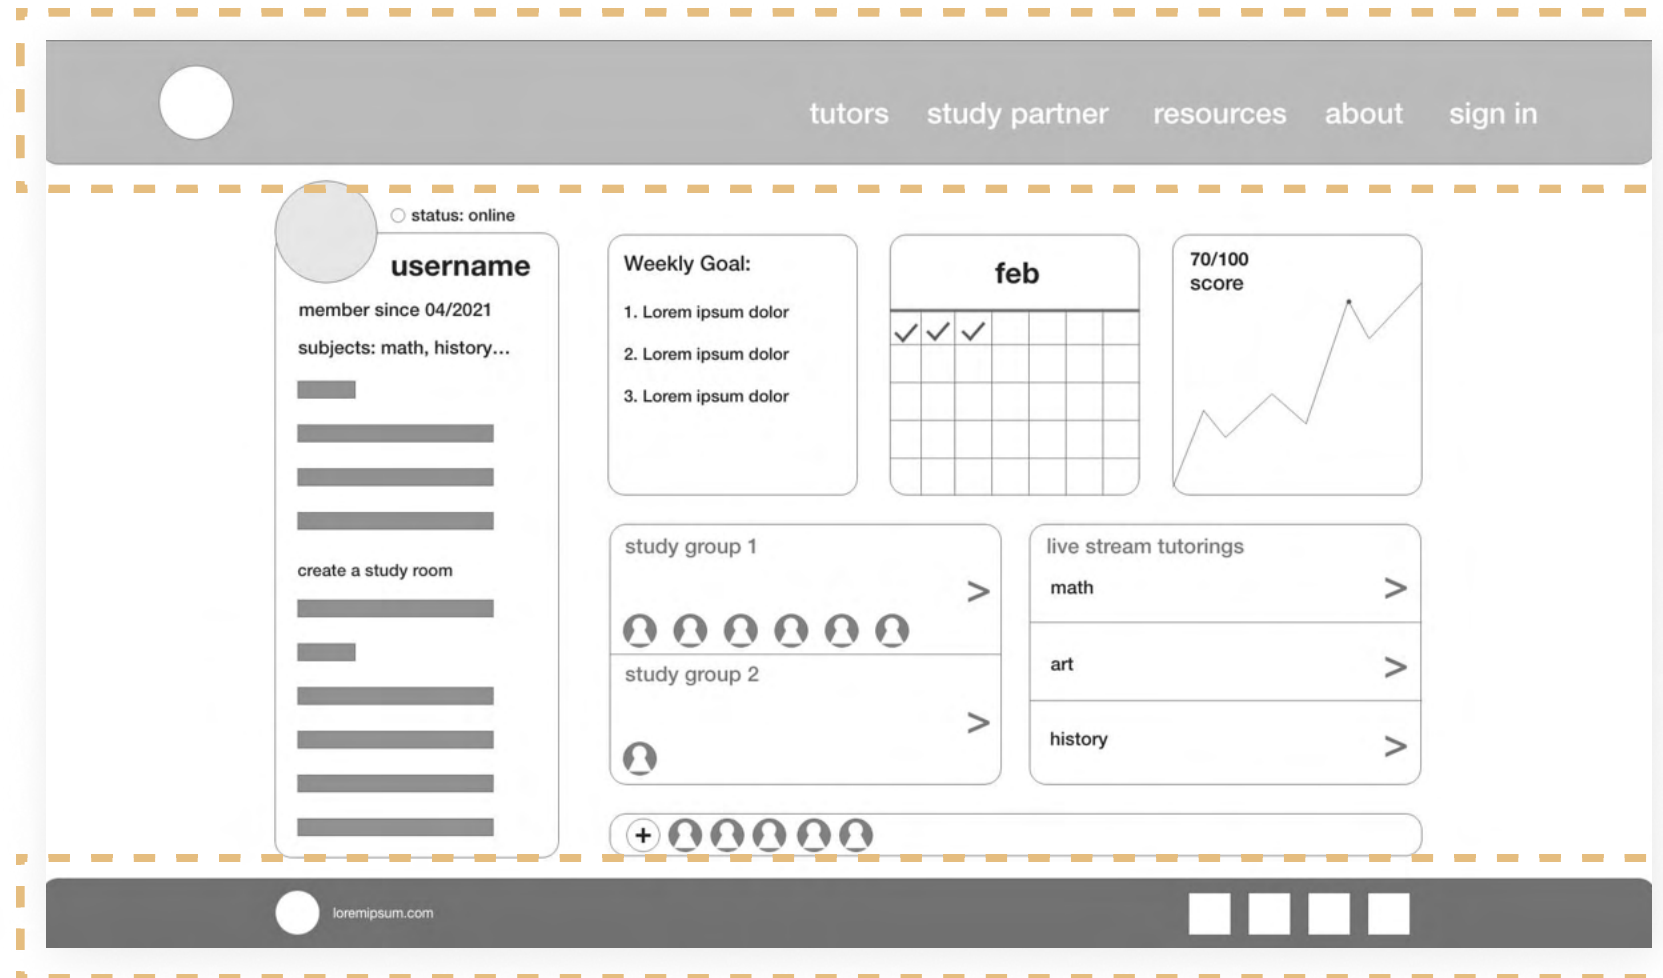 tutors study partner resources about sign in
status: online
username
member since 04/2021
subjects: math, history...
create a study room
Weekly Goal:
1. Lorem ipsum dolor
2. Lorem ipsum dolor
3. Lorem ipsum dolor
feb
70/100
score
study group 1
>
study group 2
>
live stream tutorings
math >
art >
history >
+
loremipsum.com